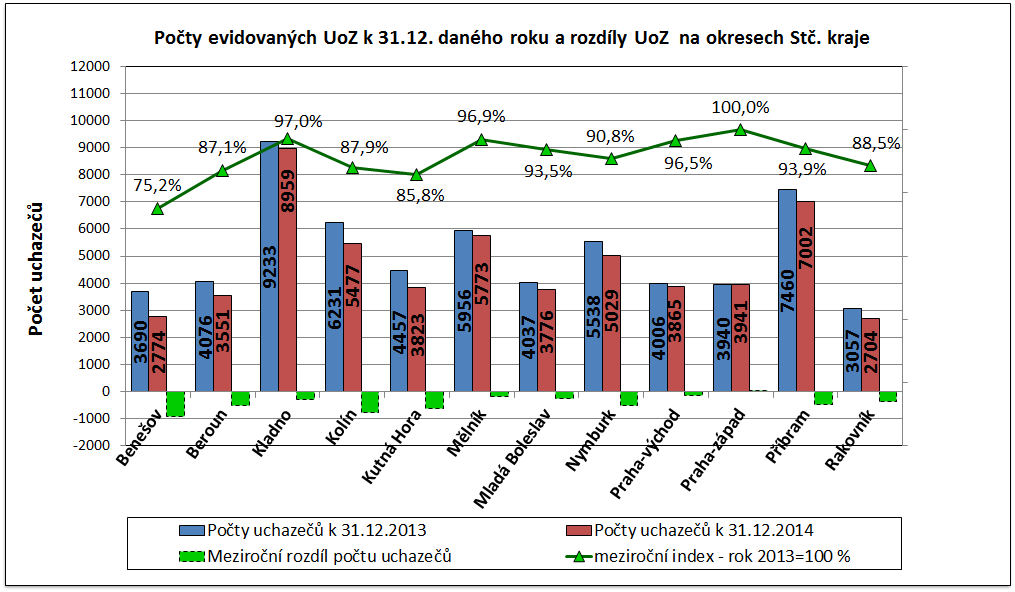 Počty evidovaných UoZ k 31.12. daného roku a rozdíly UoZ na okresech Stč. kraje
Počet uchazečů
12000
11000
10000
9000
8000
7000
6000
5000
4000
3000
2000
1000
0
-1000
-2000
75,2%
87,1%
97,0%
87,9%
85,8%
96,9%
93,5%
90,8%
96,5%
100,0%
93,9%
88,5%
3690
2774
4076
3551
9233
8959
6231
5477
4457
3823
5956
5773
4037
3776
5538
5029
4006
3865
3940
3941
7460
7002
3057
2704
Benešov
Beroun
Kladno
Kolín
Kutná Hora
Mělník
Mladá Boleslav
Nymburk
Praha-východ
Praha-západ
Příbram
Rakovník
Počty uchazečů k 31.12.2013
Počty uchazečů k 31.12.2014
Meziroční rozdíl počtu uchazečů
meziroční index - rok 2013=100 %